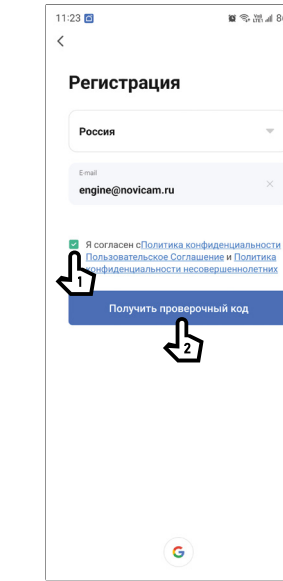 11:23
Регистрация
Россия
E-mail
engine@novicam.ru
Я согласен сПолитика конфиденциальности
Пользовательское Соглашение и Политика
конфиденциальности несовершеннолетних
1
Получить проверочный код
2
G